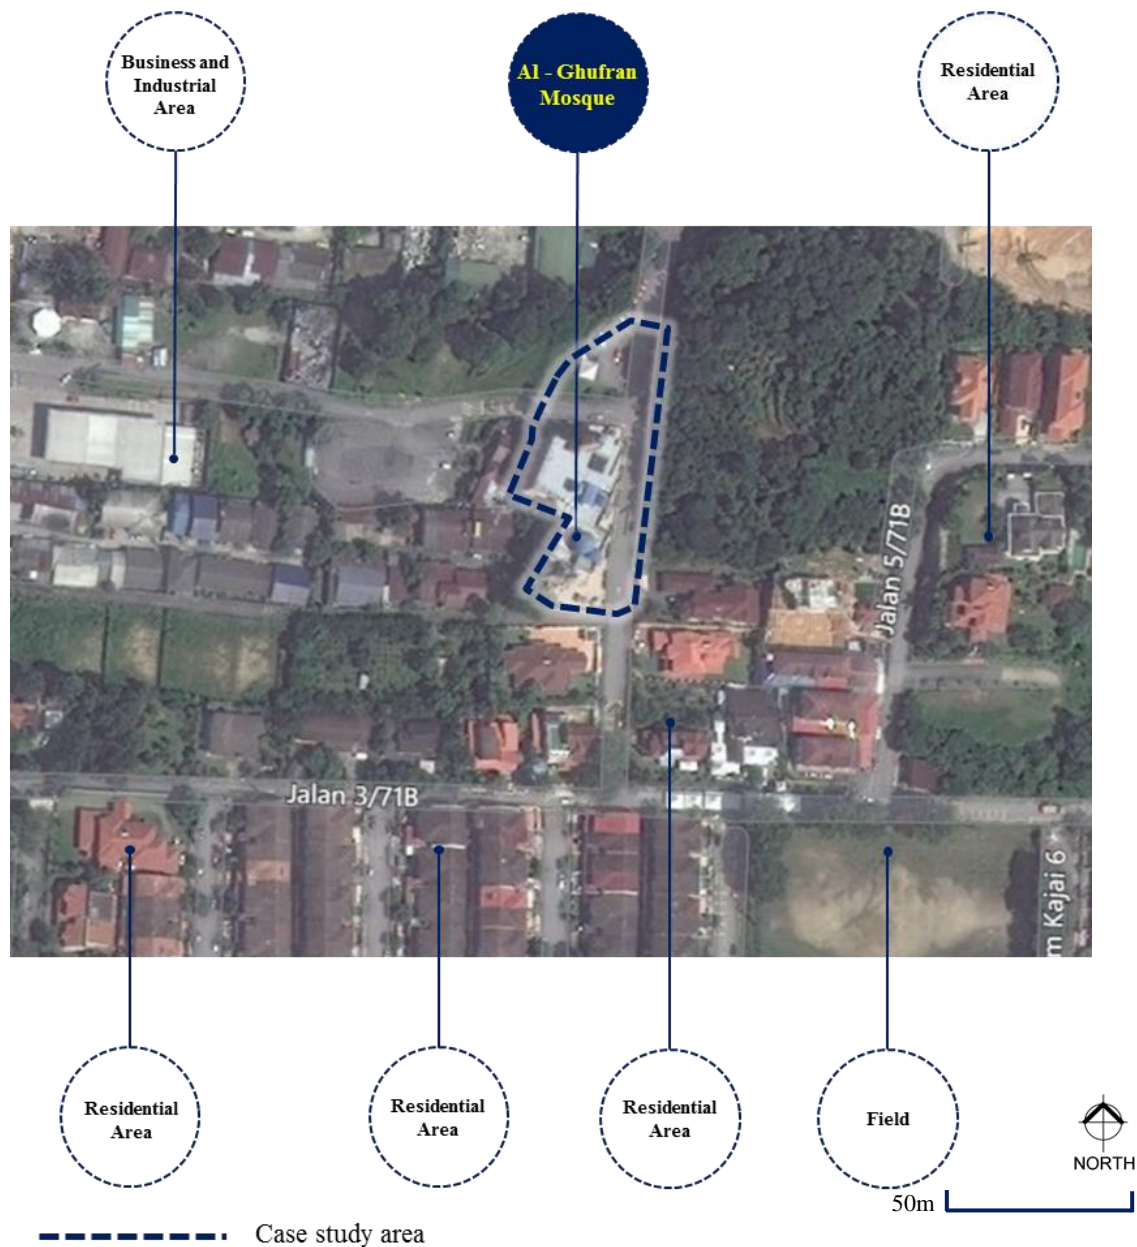 Business and
Industrial
Area
Al - Ghufran
Mosque
Residential
Area
Jalan 5/71B
Jalan 3/71B
m Kajai 6
Residential
Area
Residential
Area
Residential
Area
Field
NORTH
50m
Case study area